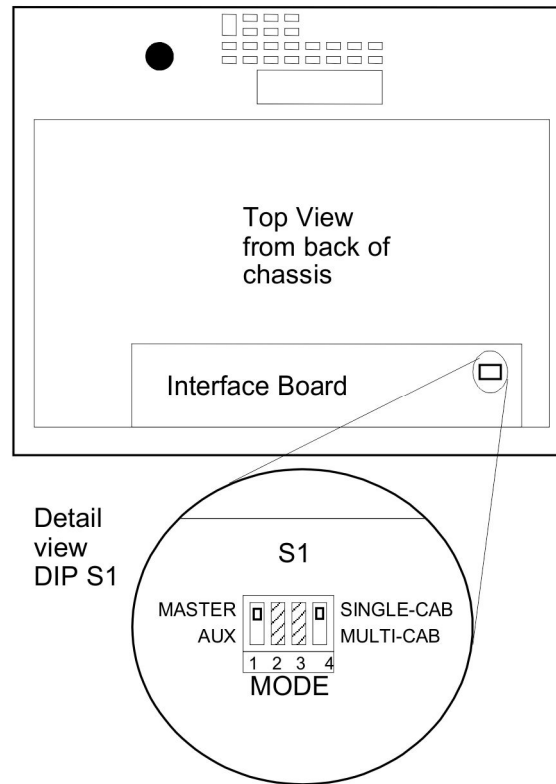 Top View
from back of
chassis
Interface Board
Detail
view
DIP S1
S1
MASTER
SINGLE-CAB
AUX
MULTI-CAB
1 2 3 4
MODE